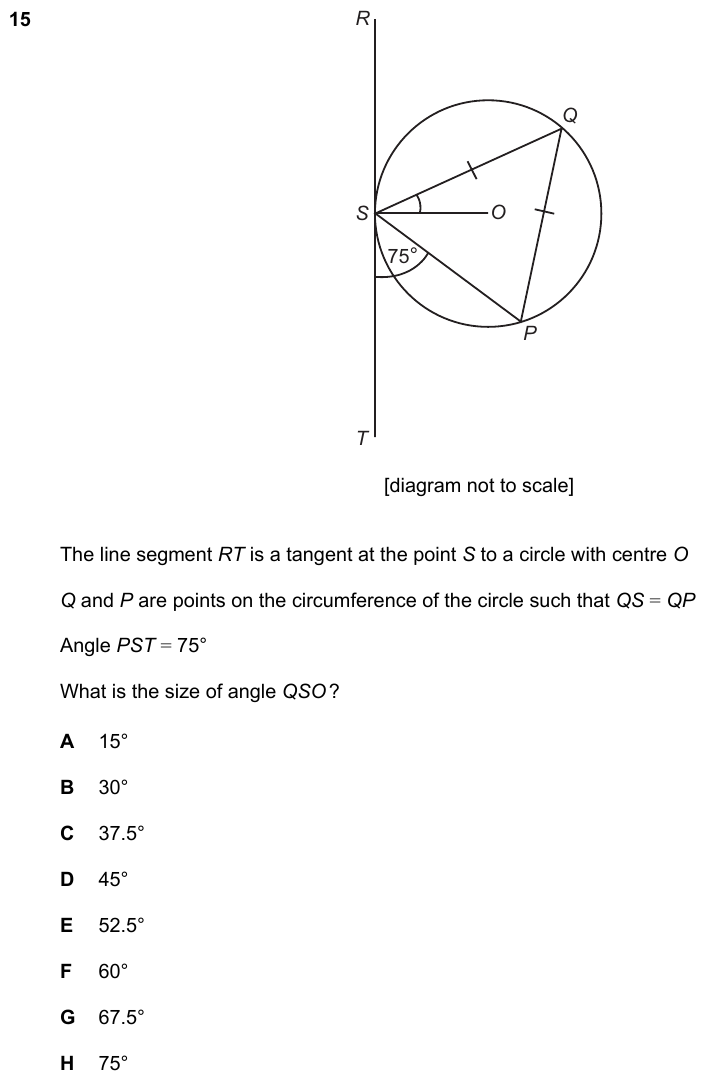 15
R
Q
S
O
75°
P
T
[diagram not to scale]
The line segment RT is a tangent at the point S to a circle with centre O
Q and P are points on the circumference of the circle such that QS = QP
Angle PST = 75°
What is the size of angle QSO?
A 15°
B 30°
C 37.5°
D 45°
E 52.5°
F 60°
G 67.5°
H 75°